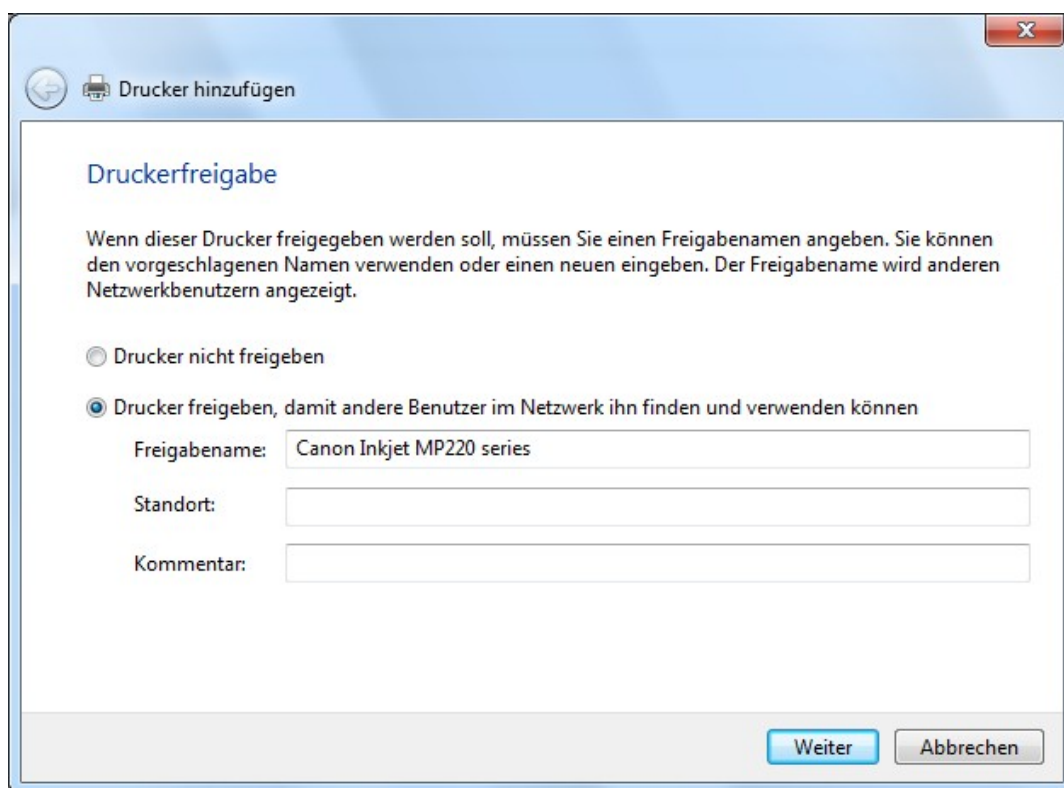 Drucker hinzufügen
Druckerfreigabe
Wenn dieser Drucker freigegeben werden soll, müssen Sie einen Freigabenamen angeben. Sie können
den vorgeschlagenen Namen verwenden oder einen neuen eingeben. Der Freigabename wird anderen
Netzwerkbenutzern angezeigt.
Drucker nicht freigeben
Drucker freigeben, damit andere Benutzer im Netzwerk ihn finden und verwenden können
Freigabename: Canon Inkjet MP220 series
Standort:
Kommentar:
Weiter Abbrechen